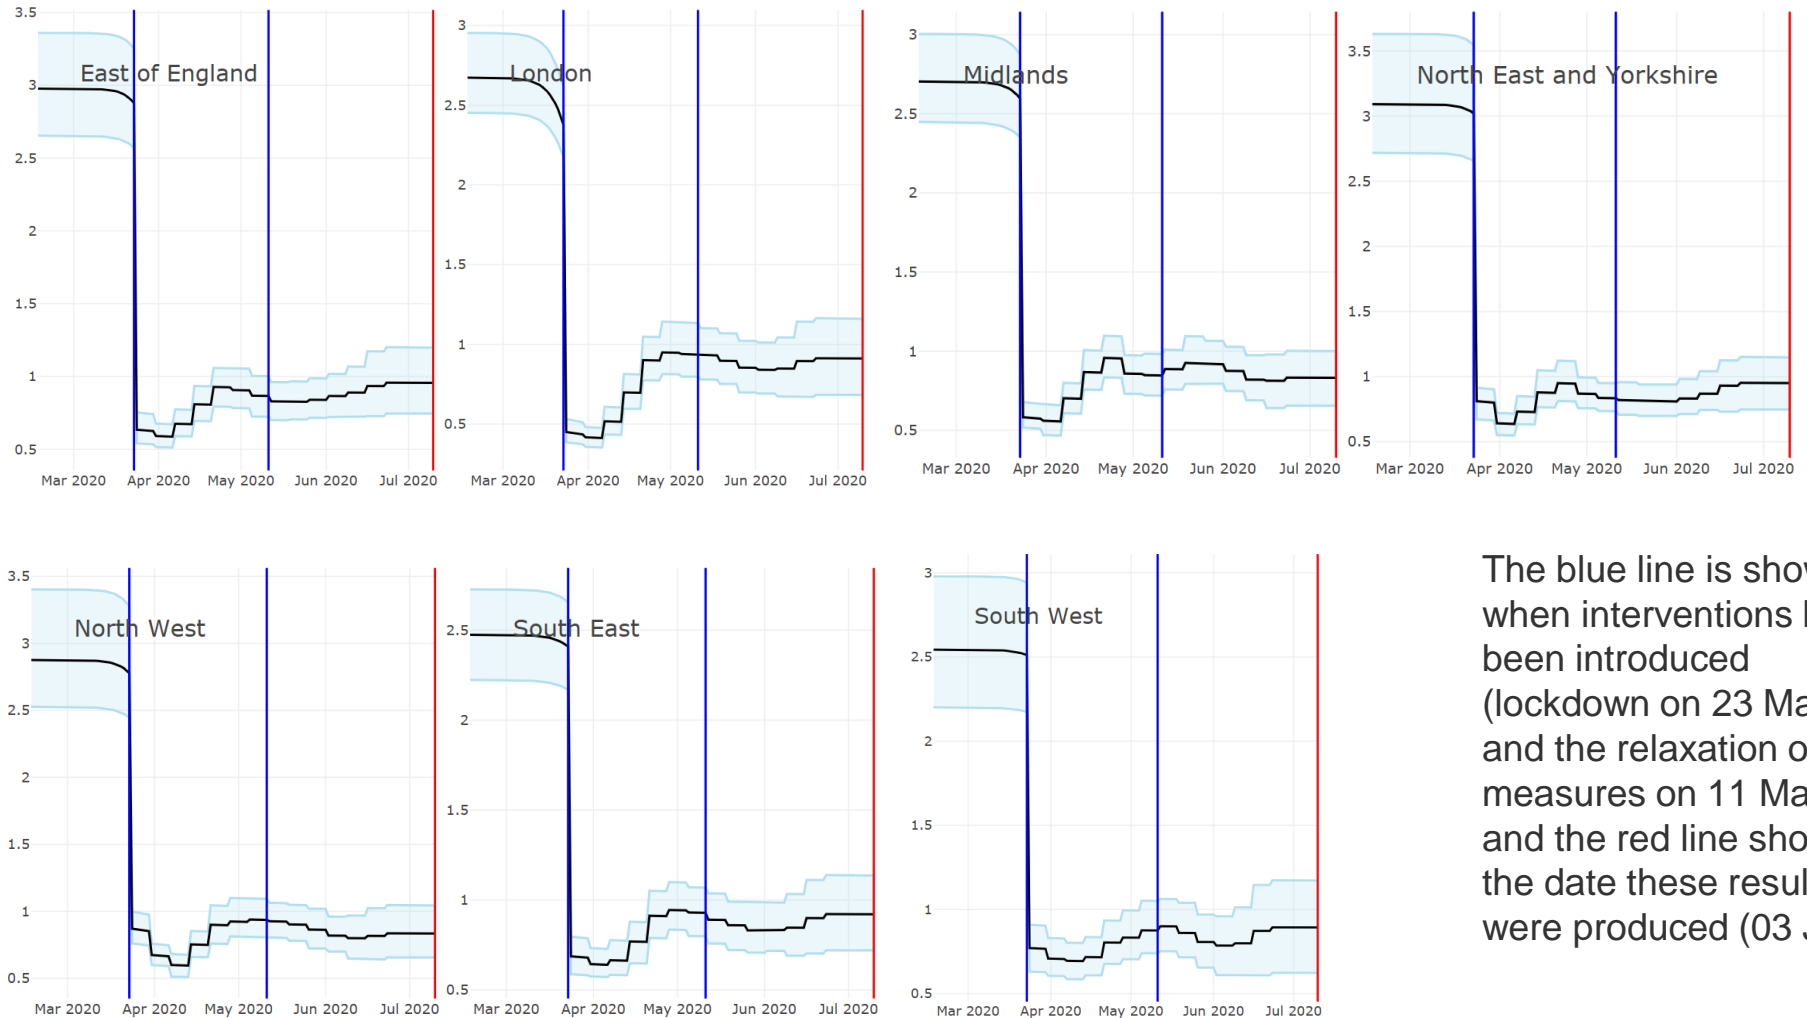 3.5
3
2.5
2
1.5
1
0.5
East of England
Mar 2020 Apr 2020 May 2020 Jun 2020 Jul 2020
3
2.5
2
1.5
1
0.5
London
Mar 2020 Apr 2020 May 2020 Jun 2020 Jul 2020
3
2.5
2
1.5
1
0.5
Midlands
Mar 2020 Apr 2020 May 2020 Jun 2020 Jul 2020
3.5
3
2.5
2
1.5
1
0.5
North East and Yorkshire
Mar 2020 Apr 2020 May 2020 Jun 2020 Jul 2020
3.5
3
2.5
2
1.5
1
0.5
North West
Mar 2020 Apr 2020 May 2020 Jun 2020 Jul 2020
2.5
2
1.5
1
0.5
South East
Mar 2020 Apr 2020 May 2020 Jun 2020 Jul 2020
3
2.5
2
1.5
1
0.5
South West
Mar 2020 Apr 2020 May 2020 Jun 2020 Jul 2020
The blue line is
when interventions
been introduced
(lockdown on 23
and the relaxation
measures on 11
and the red line
the date these
were produced (03